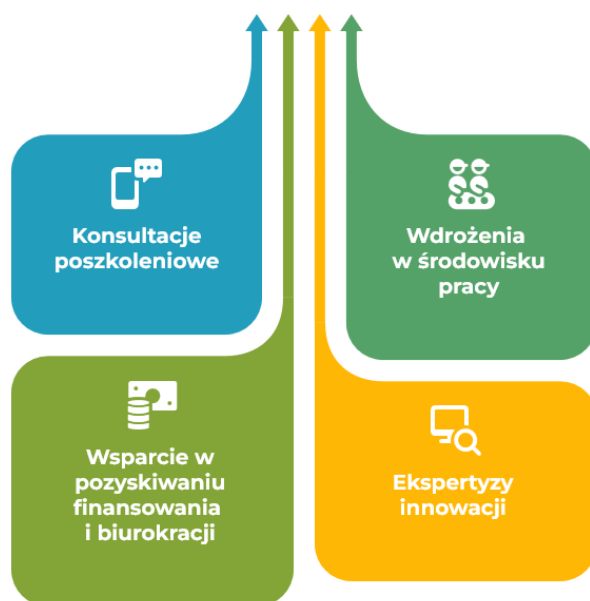 Konsultacje
poszkoleniowe
Wdrożenia
w środowisku
pracy
Wsparcie w
pozyskiwaniu
finansowania
i biurokracji
Ekspertyzy
innowacji